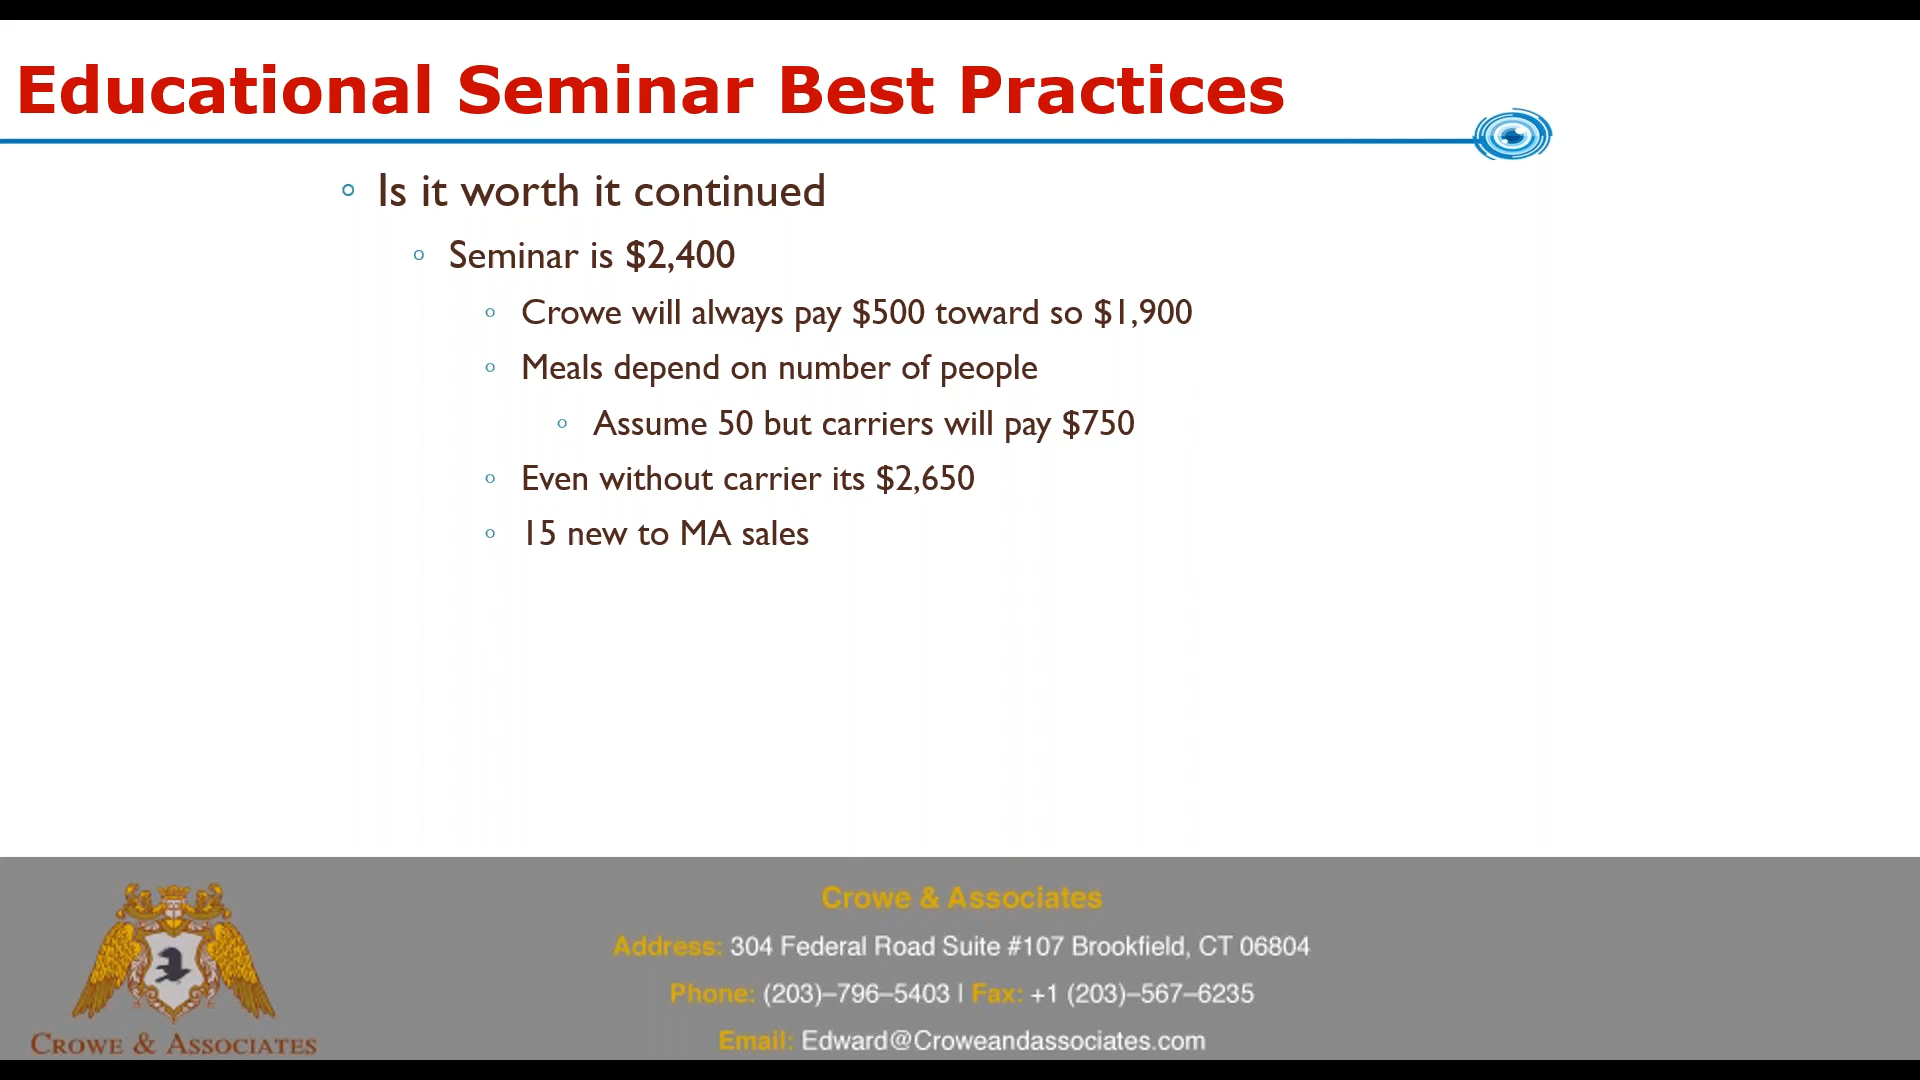 Educational Seminar Best Practices
Is it worth it continued
Seminar is $2,400
Crowe will always pay $500 toward so $1,900
Meals depend on number of people
Assume 50 but carriers will pay $750
Even without carrier its $2,650
15 new to MA sales
Crowe & Associates
Address: 304 Federal Road Suite #107 Brookfield, CT 06804
Phone: (203)–796–5403 | Fax: +1 (203)–567–6235
Email: Edward@Croweandassociates.com
CROWE & ASSOCIATES